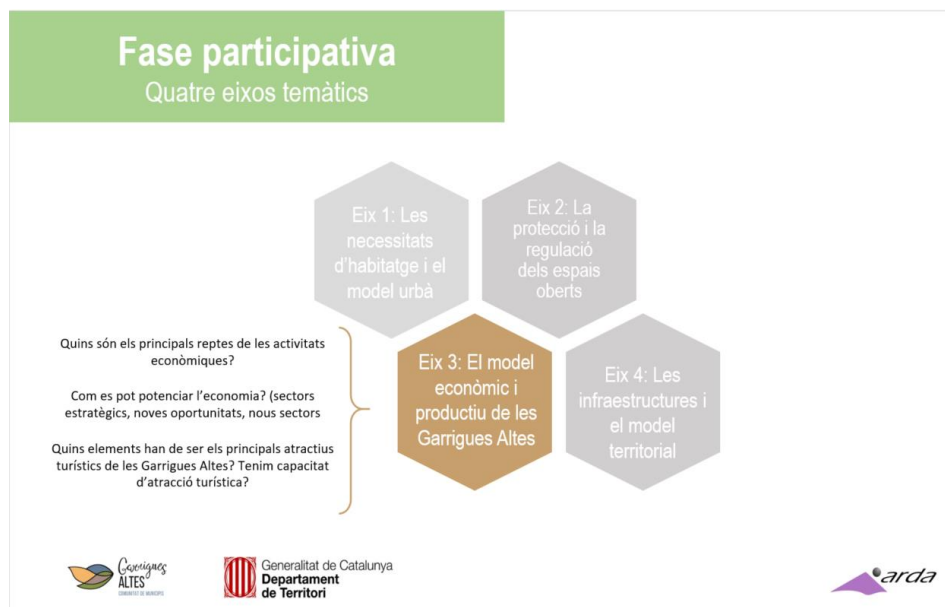 Fase participativa
Quatre eixos temàtics
Eix 1: Les
necessitats
d'habitatge i el
model urbà
Eix 2: La
protecció i la
regulació
dels espais
oberts
Quins són els principals reptes de les activitats
econòmiques?
Com es pot potenciar l'economia? (sectors
estratègics, noves oportunitats, nous sectors
Quins elements han de ser els principals atractius
turístics de les Garrigues Altes? Tenim capacitat
d'atracció turística?
Eix 3: El model
econòmic i
productiu de les
Garrigues Altes
Eix 4: Les
infraestructures i
el model
territorial
Garrigues
ALTES
COMUNITAT DE MUNICIPIS
Generalitat de Catalunya
Departament
de Territori
arda